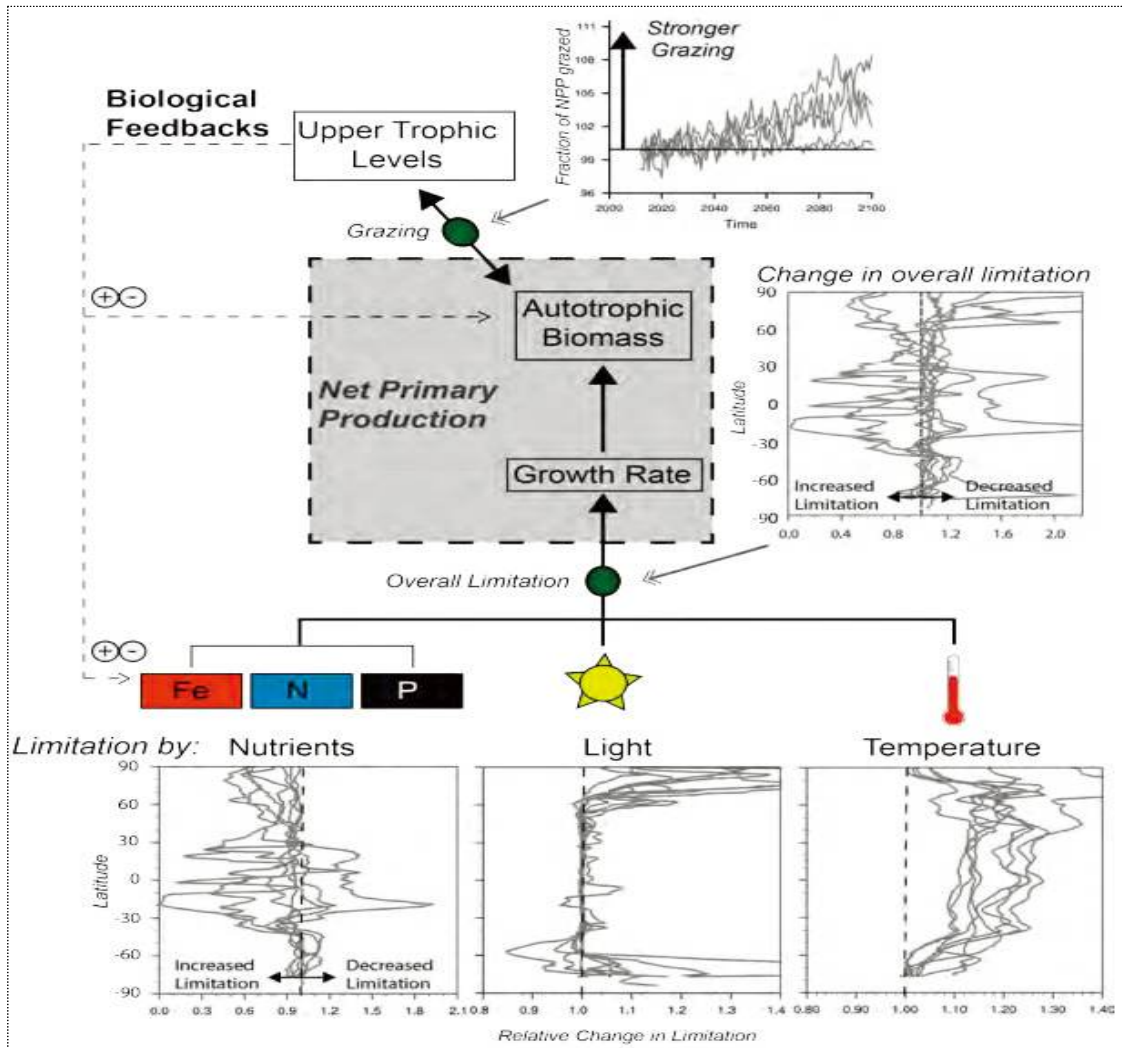 Stronger
Grazing
Fraction of NPP grazed
111
108
105
102
99
96
2000
2020
2040
2060
2080
2100
Time
Biological
Feedbacks
Upper Trophic
Levels
Grazing
+ -
Autotrophic
Biomass
Net Primary
Production
Growth Rate
Change in overall limitation
Latitude
90
60
30
0
-30
-60
-90
Increased
Limitation
Decreased
Limitation
0.0
0.4
0.8
1.2
1.6
2.0
Overall Limitation
+ -
Fe
N
P
Limitation by:
Nutrients
Light
Temperature
Latitude
90
60
30
0
-30
-60
-90
Increased
Limitation
Decreased
Limitation
0.0
0.3
0.6
0.9
1.2
1.5
1.8
2.1
0.8
0.9
1.0
1.1
1.2
1.3
1.4
0.80
0.90
1.00
1.10
1.20
1.30
1.40
Relative Change in Limitation